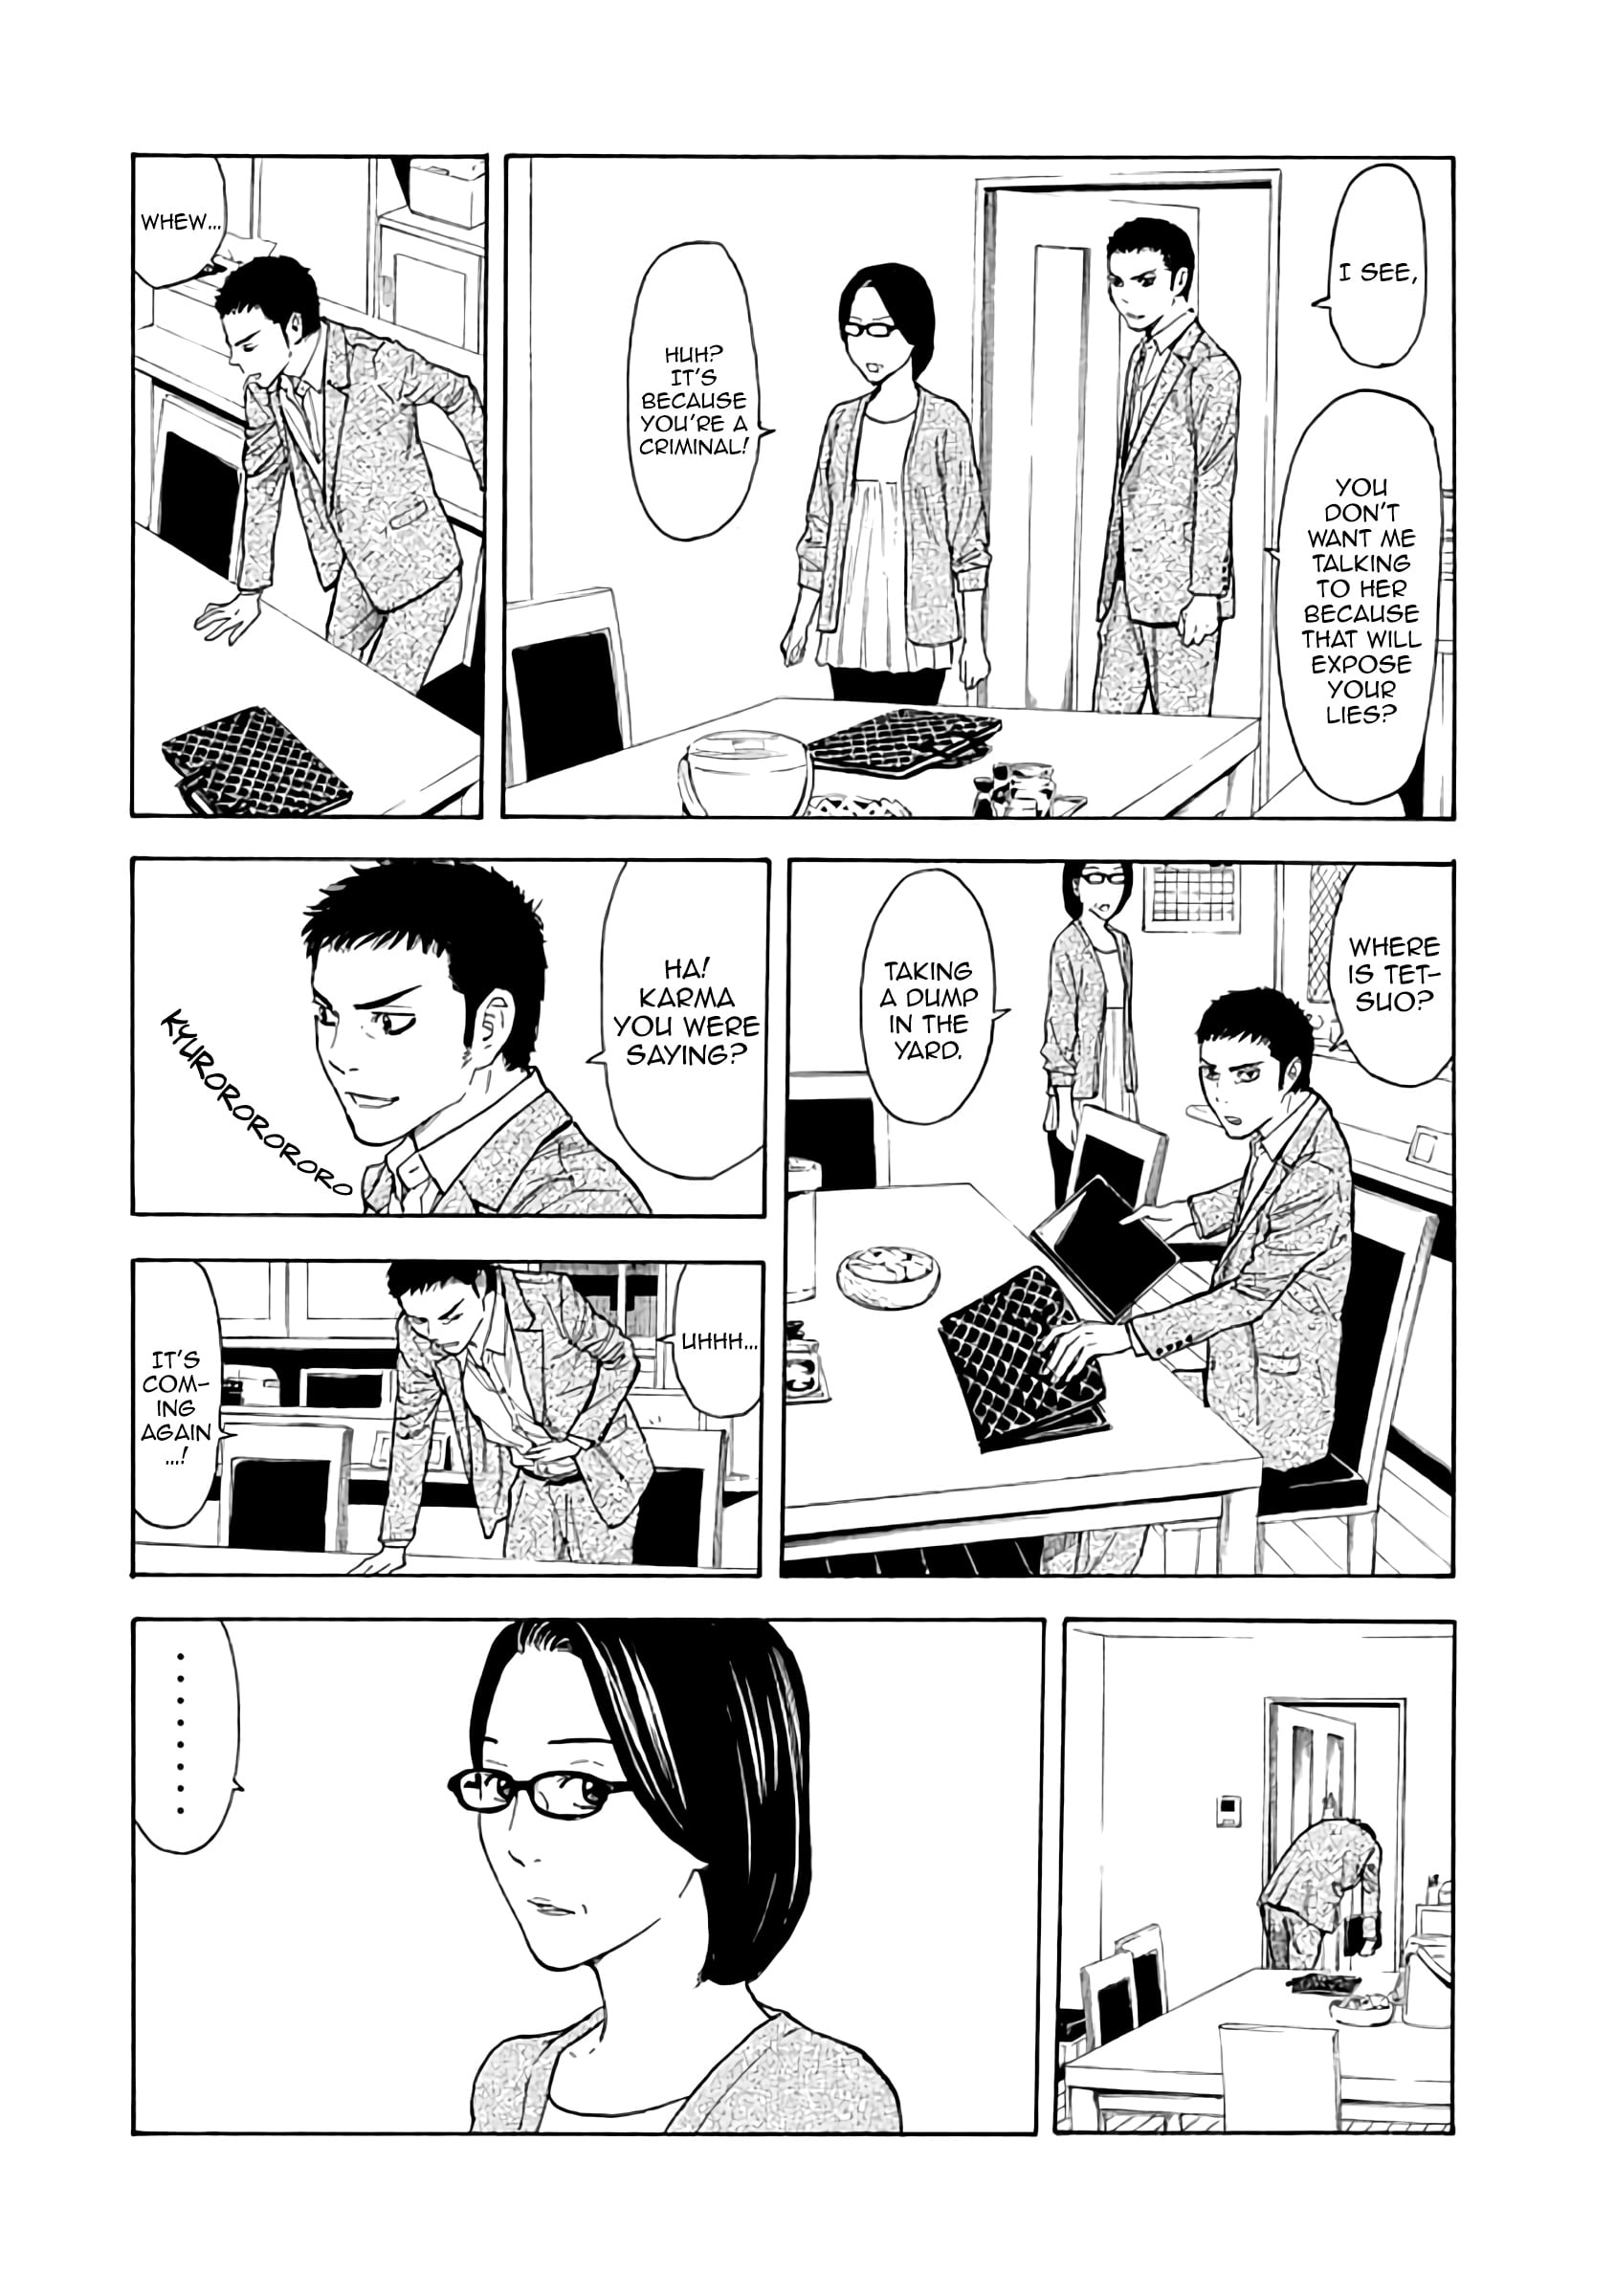 I SEE,
YOU
DON'T
WANT ME
TALKING
TO HER
BECAUSE
THAT WILL
EXPOSE
YOUR
LIES?
HUH?
IT'S
BECAUSE
YOU'RE A
CRIMINAL!
WHEW...
WHERE
IS TET-
SUO?
TAKING
A DUMP
IN THE
YARD.
HA!
KARMA
YOU WERE
SAYING?
KYURORORORORORO
UHHH...
IT'S
COM-
ING
AGAIN
...!
........